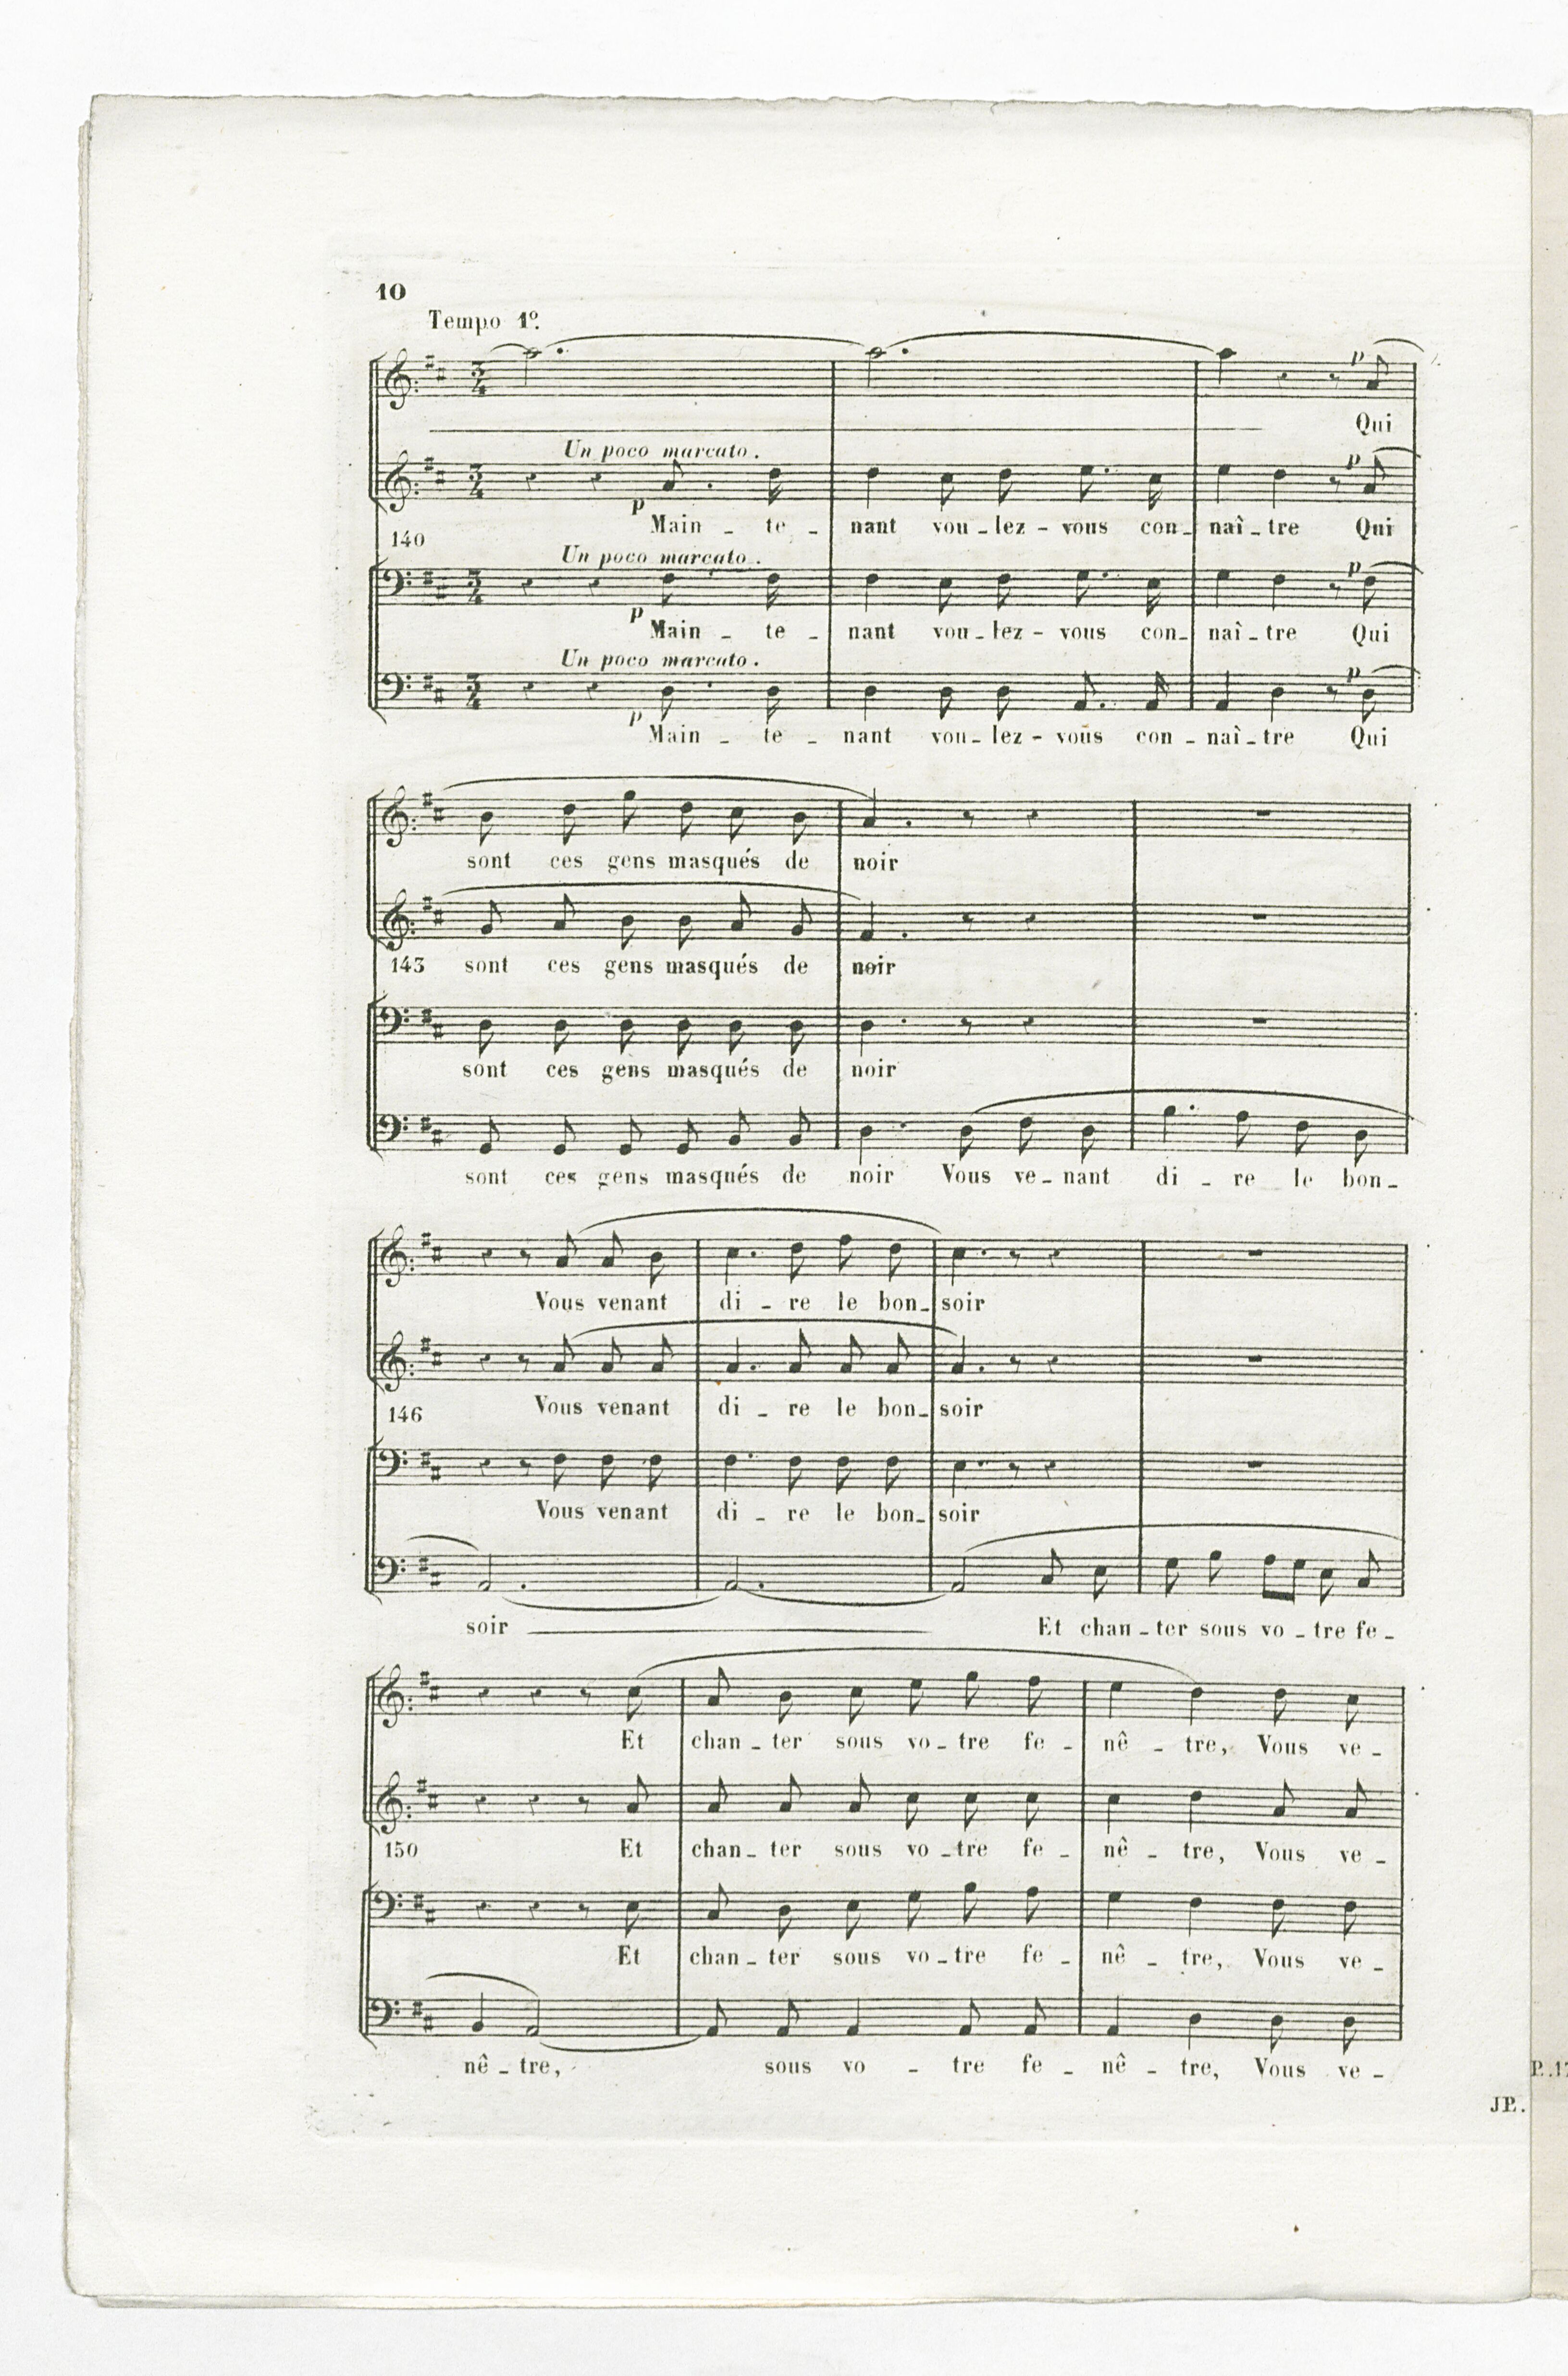 10
Tempo 1º.
p
Qui
Un poco marcato.
p p
Main - te - nant vou - lez - vous con - naî - tre Qui
140
Un poco marcato.
p p
Main - te - nant vou - lez - vous con - naî - tre Qui
Un poco marcato.
p p
Main - te - nant vou - lez - vous con - naî - tre Qui
sont ces gens masqués de noir
143 sont ces gens masqués de noir
sont ces gens masqués de noir
sont ces gens masqués de noir Vous ve - nant di - re le bon -
Vous venant di - re le bon - soir
146 Vous venant di - re le bon - soir
Vous venant di - re le bon - soir
soir Et chan - ter sous vo - tre fe -
Et chan - ter sous vo - tre fe - nê - tre, Vous ve -
150 Et chan - ter sous vo - tre fe - nê - tre, Vous ve -
Et chan - ter sous vo - tre fe - nê - tre, Vous ve -
nê - tre, sous vo - tre fe - nê - tre, Vous ve -